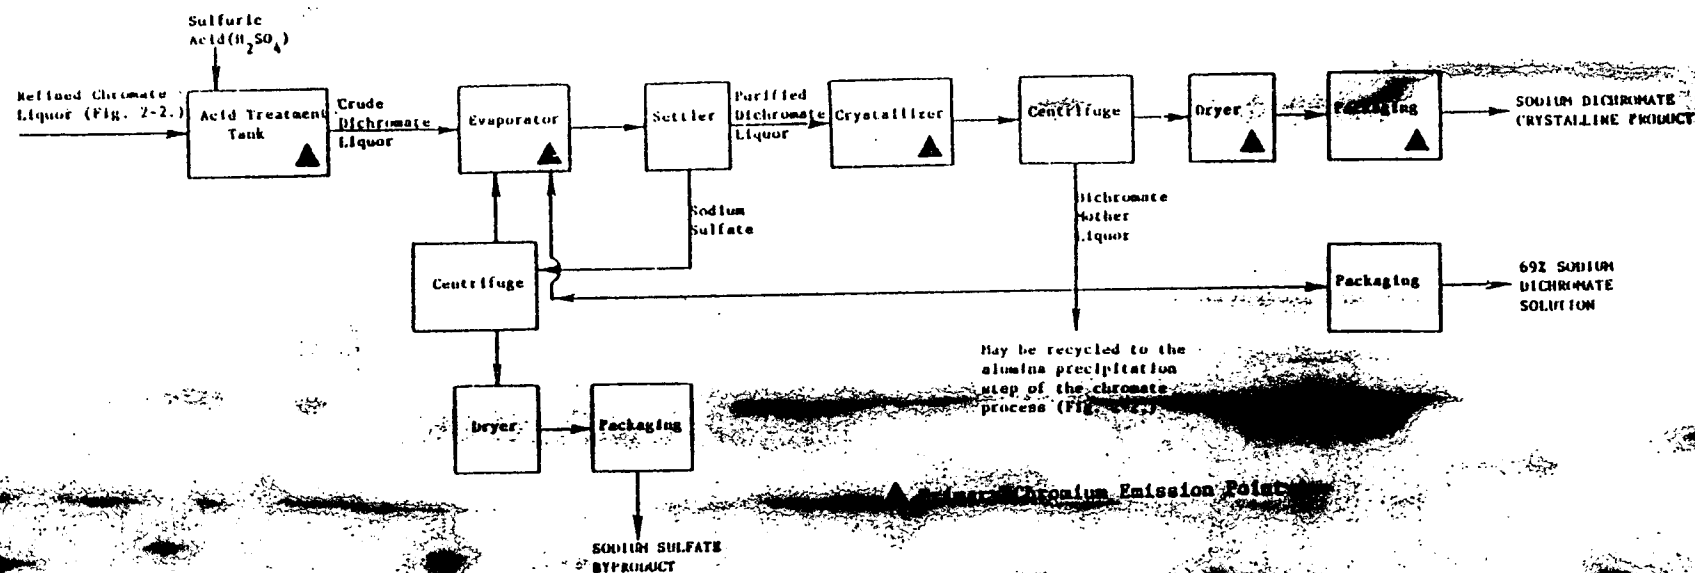 Sulfuric
Acid(H2SO4)
Refined Chromate
Liquor (Fig. 2-2.)
Acid Treatment
Tank
Crude
Dichromate
Liquor
Evaporator
Settler
Purified
Dichromate
Liquor
Crystallizer
Centrifuge
Dryer
Packaging
SODIUM DICHROMATE
CRYSTALLINE PRODUCT
Sodium
Sulfate
Dichromate
Mother
Liquor
Centrifuge
Packaging
69% SODIUM
DICHROMATE
SOLUTION
May be recycled to the
alumina precipitation
step of the chromate
process (Fig.
Dryer
Packaging
Primary Chromium Emission Point
SODIUM SULFATE
BYPRODUCT